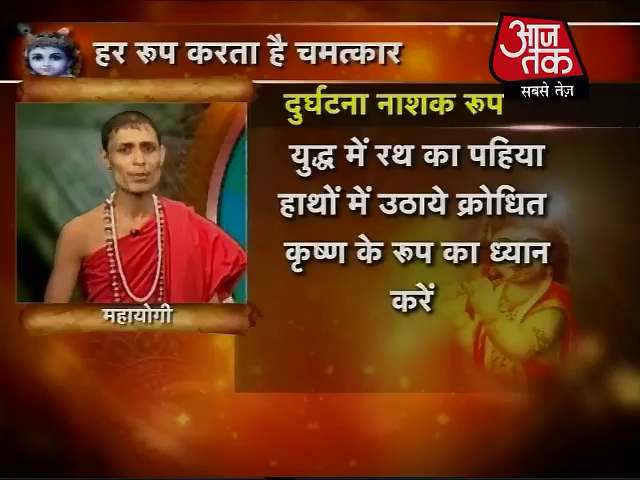 हर रूप करता है चमत्कार
आज
तक
सबसे तेज़
दुर्घटना नाशक रूप
युद्ध में रथ का पहिया
हाथों में उठाये क्रोधित
कृष्ण के रूप का ध्यान
करें
महायोगी